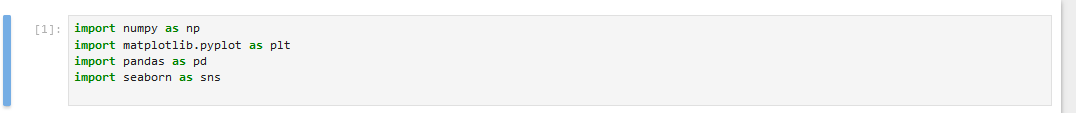 [1]: import numpy as np
import matplotlib.pyplot as plt
import pandas as pd
import seaborn as sns